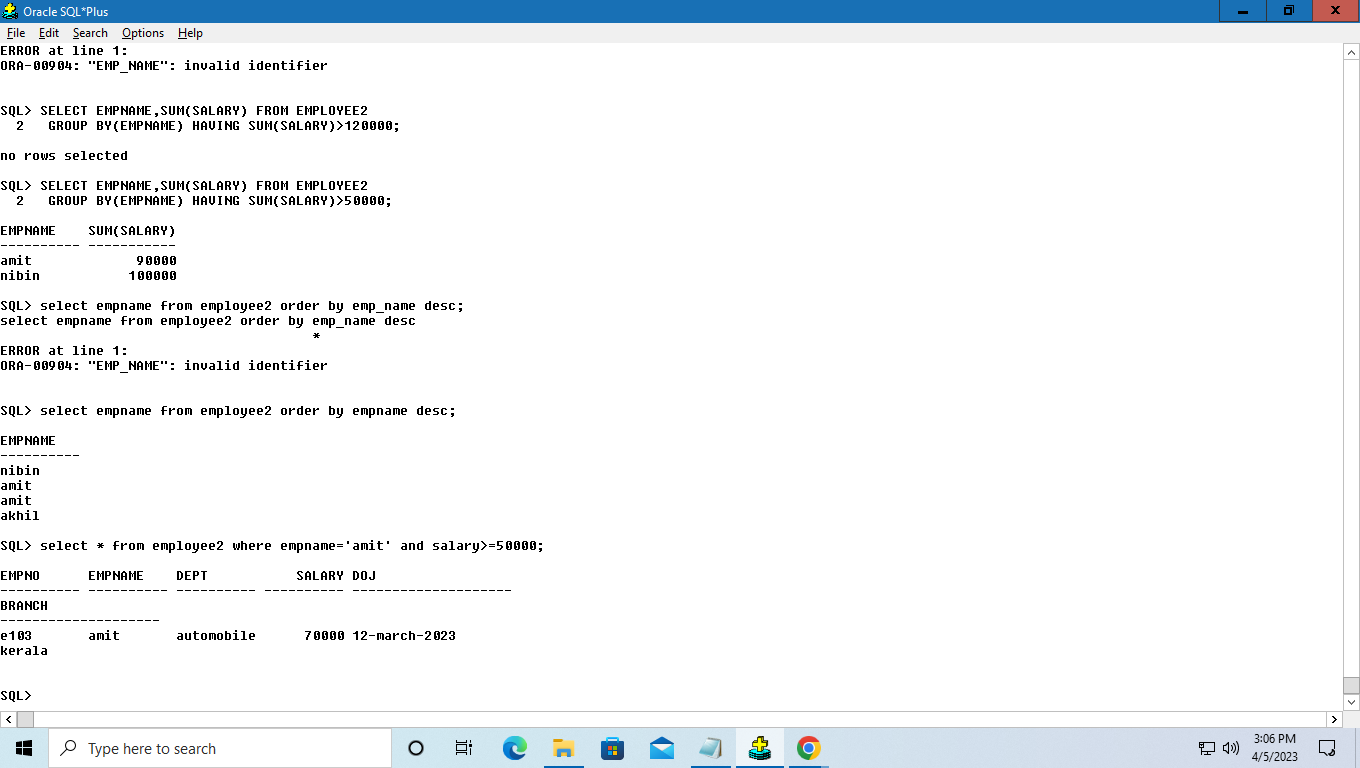 Oracle SQL*Plus
File Edit Search Options Help
ERROR at line 1:
ORA-00904: "EMP_NAME": invalid identifier
SQL> SELECT EMPNAME,SUM(SALARY) FROM EMPLOYEE2
  2   GROUP BY(EMPNAME) HAVING SUM(SALARY)>120000;
no rows selected
SQL> SELECT EMPNAME,SUM(SALARY) FROM EMPLOYEE2
  2   GROUP BY(EMPNAME) HAVING SUM(SALARY)>50000;
EMPNAME    SUM(SALARY)
---------- -----------
amit             90000
nibin           100000
SQL> select empname from employee2 order by emp_name desc;
select empname from employee2 order by emp_name desc
                                       *
ERROR at line 1:
ORA-00904: "EMP_NAME": invalid identifier
SQL> select empname from employee2 order by empname desc;
EMPNAME
----------
nibin
amit
amit
akhil
SQL> select * from employee2 where empname='amit' and salary>=50000;
EMPNO      EMPNAME    DEPT           SALARY DOJ
---------- ---------- ---------- ---------- --------------------
BRANCH
--------------------
e103       amit       automobile      70000 12-march-2023
kerala
SQL>
Type here to search
3:06 PM
4/5/2023